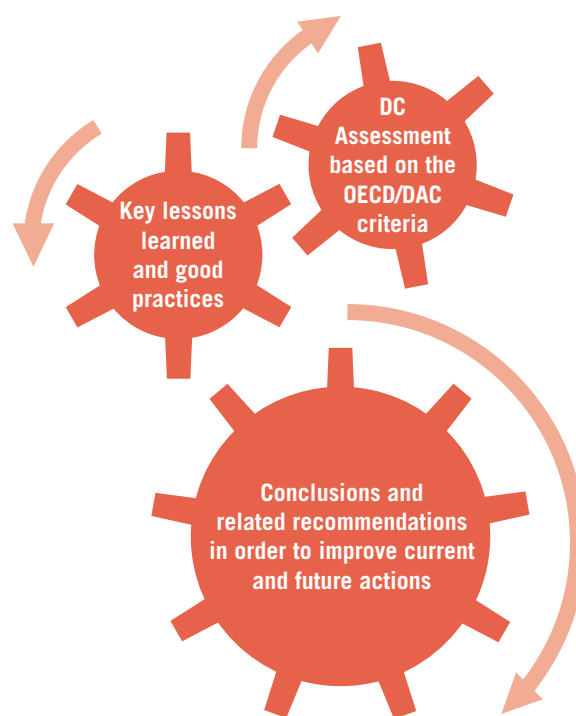 DC
Assessment
based on the
OECD/DAC
criteria
Key lessons
learned
and good
practices
Conclusions and
related recommendations
in order to improve current
and future actions